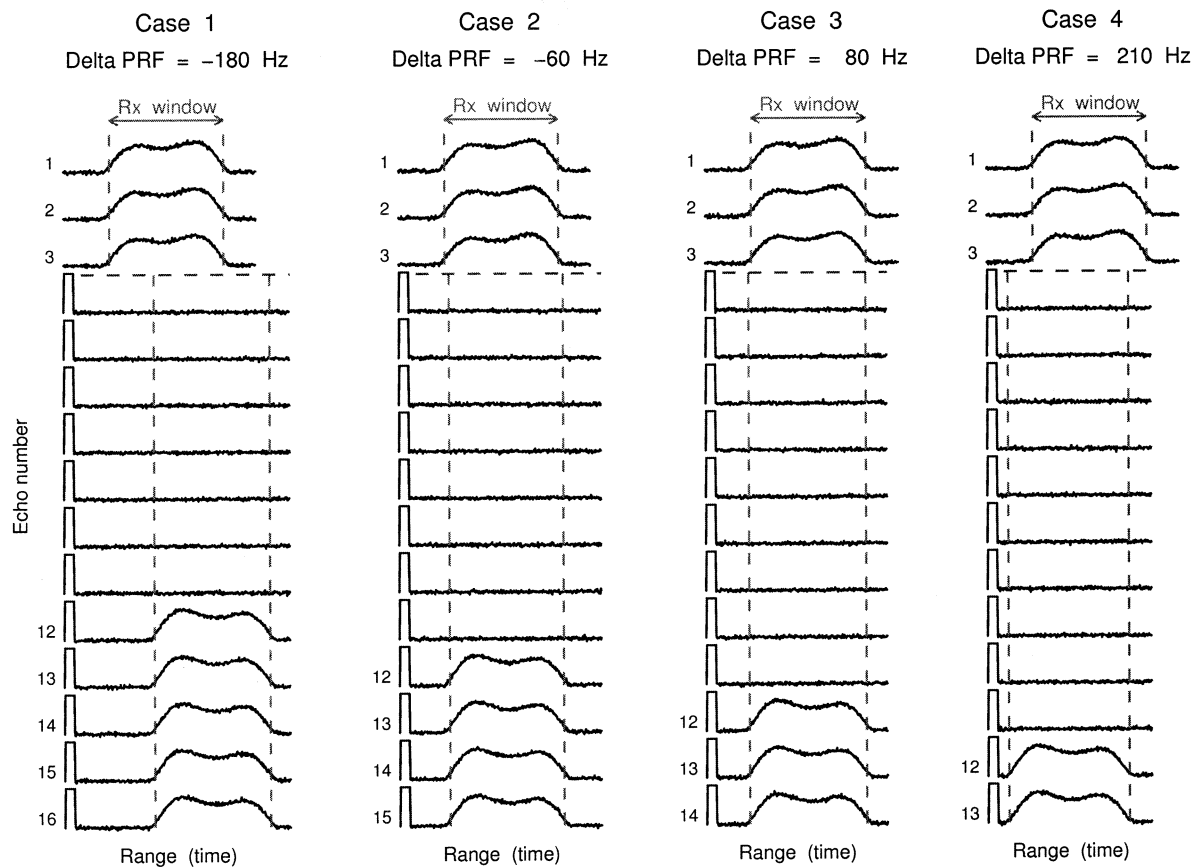 Case 1
Delta PRF = −180 Hz
Rx window
1
2
3
12
13
14
15
16
Range (time)
Echo number
Case 2
Delta PRF = −60 Hz
Rx window
1
2
3
12
13
14
15
Range (time)
Case 3
Delta PRF = 80 Hz
Rx window
1
2
3
12
13
14
Range (time)
Case 4
Delta PRF = 210 Hz
Rx window
1
2
3
12
13
Range (time)